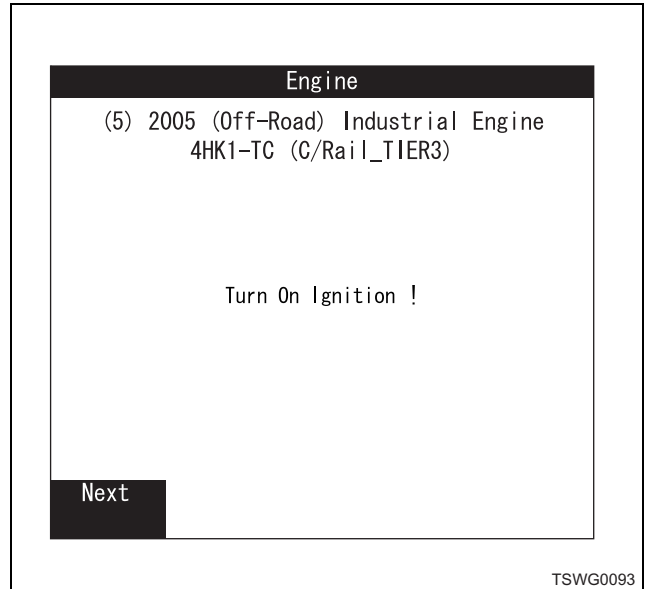 Engine
(5) 2005 (Off-Road) Industrial Engine
4HK1-TC (C/Rail_TIER3)
Turn On Ignition !
Next
TSWG0093